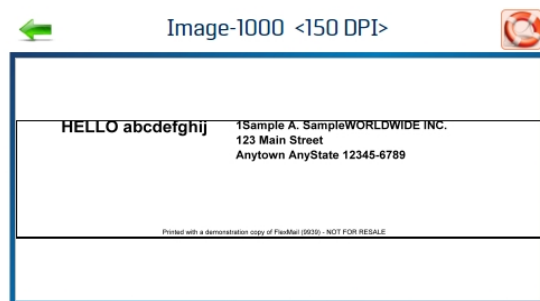 Image-1000 <150 DPI>
HELLO abcdefghij
1Sample A. SampleWORLDWIDE INC.
123 Main Street
Anytown AnyState 12345-6789
Printed with a demonstration copy of FlexMail (9939) - NOT FOR RESALE